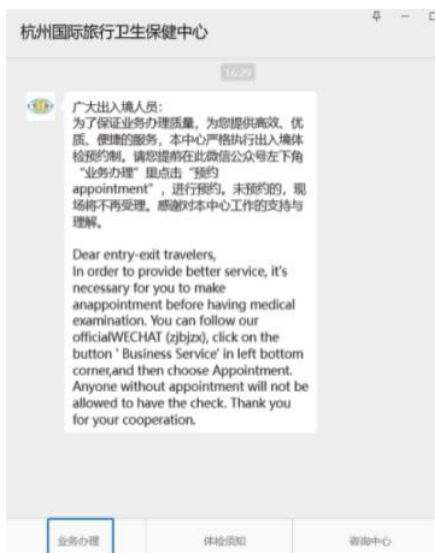 杭州国际旅行卫生保健中心
16:29
广大出入境人员：
为了保证业务办理质量，为您提供高效、优
质、便捷的服务，本中心严格执行出入境体
检预约制。请您提前在此微信公众号左下角
“业务办理”里点击“预约
appointment”，进行预约。未预约的，现
场将不再受理。感谢对本中心工作的支持与
理解。
Dear entry-exit travelers,
In order to provide better service, it's
necessary for you to make
anappointment before having medical
examination. You can follow our
officialWECHAT (zjbjzx), click on the
button ' Business Service' in left bottom
corner,and then choose Appointment.
Anyone without appointment will not be
allowed to have the check. Thank you
for your cooperation.
业务办理
体检须知
咨询中心